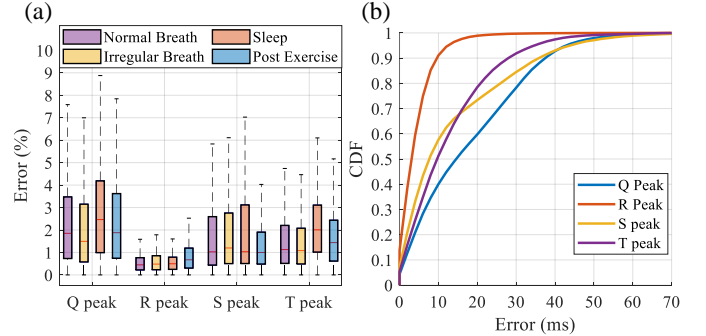 (a)
Normal Breath
Sleep
Irregular Breath
Post Exercise
Error (%)
10
9
8
7
6
5
4
3
2
1
0
Q peak
R peak
S peak
T peak
(b)
CDF
1
0.9
0.8
0.7
0.6
0.5
0.4
0.3
0.2
0.1
0
0
10
20
30
40
50
60
70
Error (ms)
Q Peak
R Peak
S peak
T peak